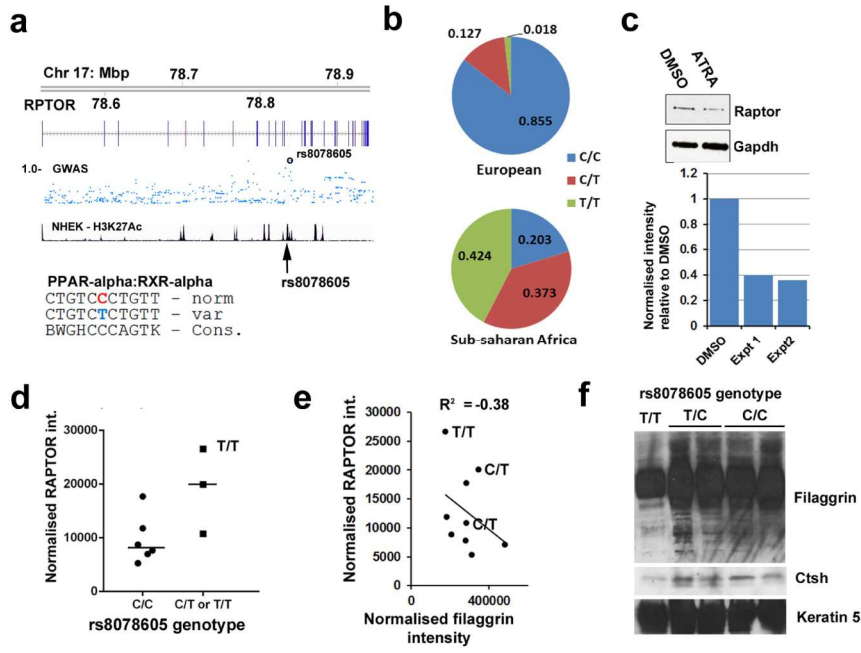 a
Chr 17: Mbp
78.7
78.9
RPTOR
78.6
78.8
rs8078605
1.0- GWAS
NHEK - H3K27Ac
rs8078605
PPAR-alpha:RXR-alpha
CTGTCCCTGTT - norm
CTGTCTCTGTT - var
BWGHCCCAGTK - Cons.
b
0.127
0.018
0.855
European
C/C
C/T
T/T
0.424
0.203
0.373
Sub-saharan Africa
c
DMSO
ATRA
Raptor
Gapdh
Normalised intensity
relative to DMSO
1.2
1
0.8
0.6
0.4
0.2
0
DMSO
Expt 1
Expt2
d
Normalised RAPTOR int.
30000
20000
10000
0
T/T
C/C
C/T or T/T
rs8078605 genotype
e
R² = -0.38
Normalised RAPTOR int.
30000
25000
20000
15000
10000
5000
0
T/T
C/T
C/T
0
400000
Normalised filaggrin
intensity
f
rs8078605 genotype
T/T T/C C/C
Filaggrin
Ctsh
Keratin 5